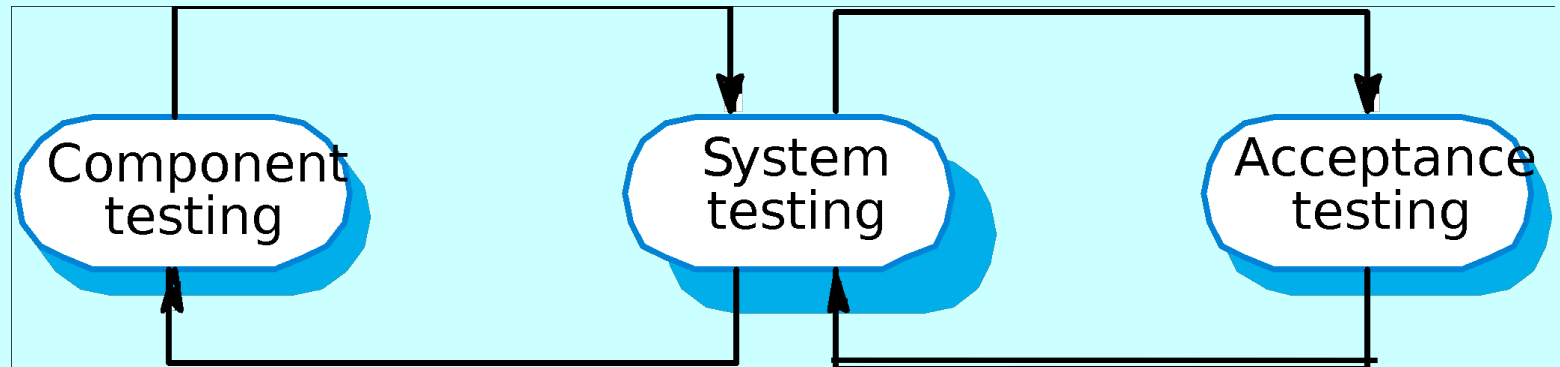 Component
testing
System
testing
Acceptance
testing